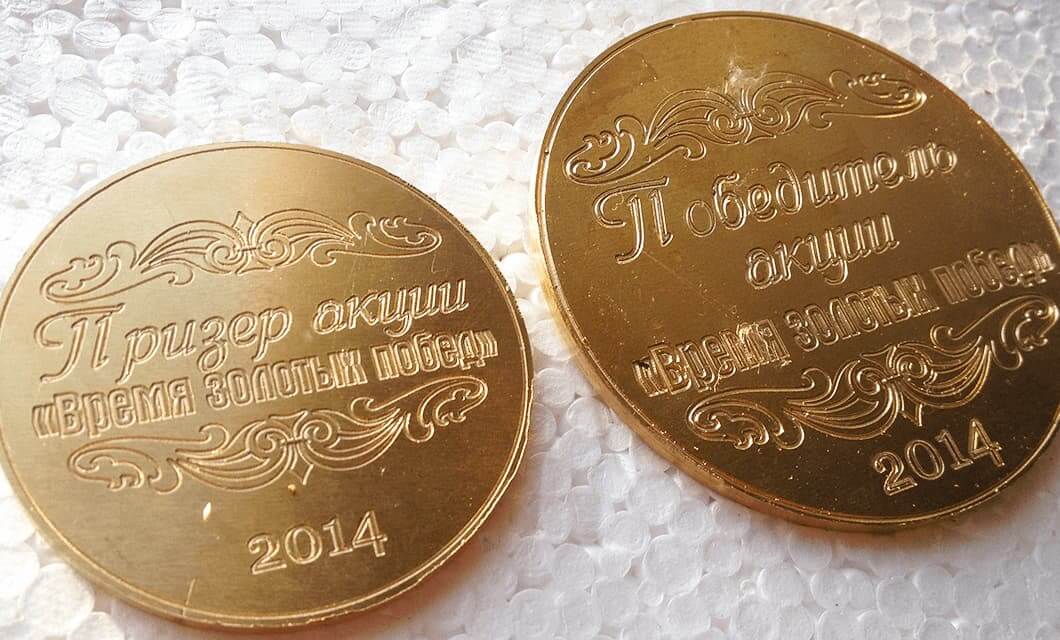 Призер акции
«Время золотых побед»
2014
Победитель
акции
«Время золотых побед»
2014